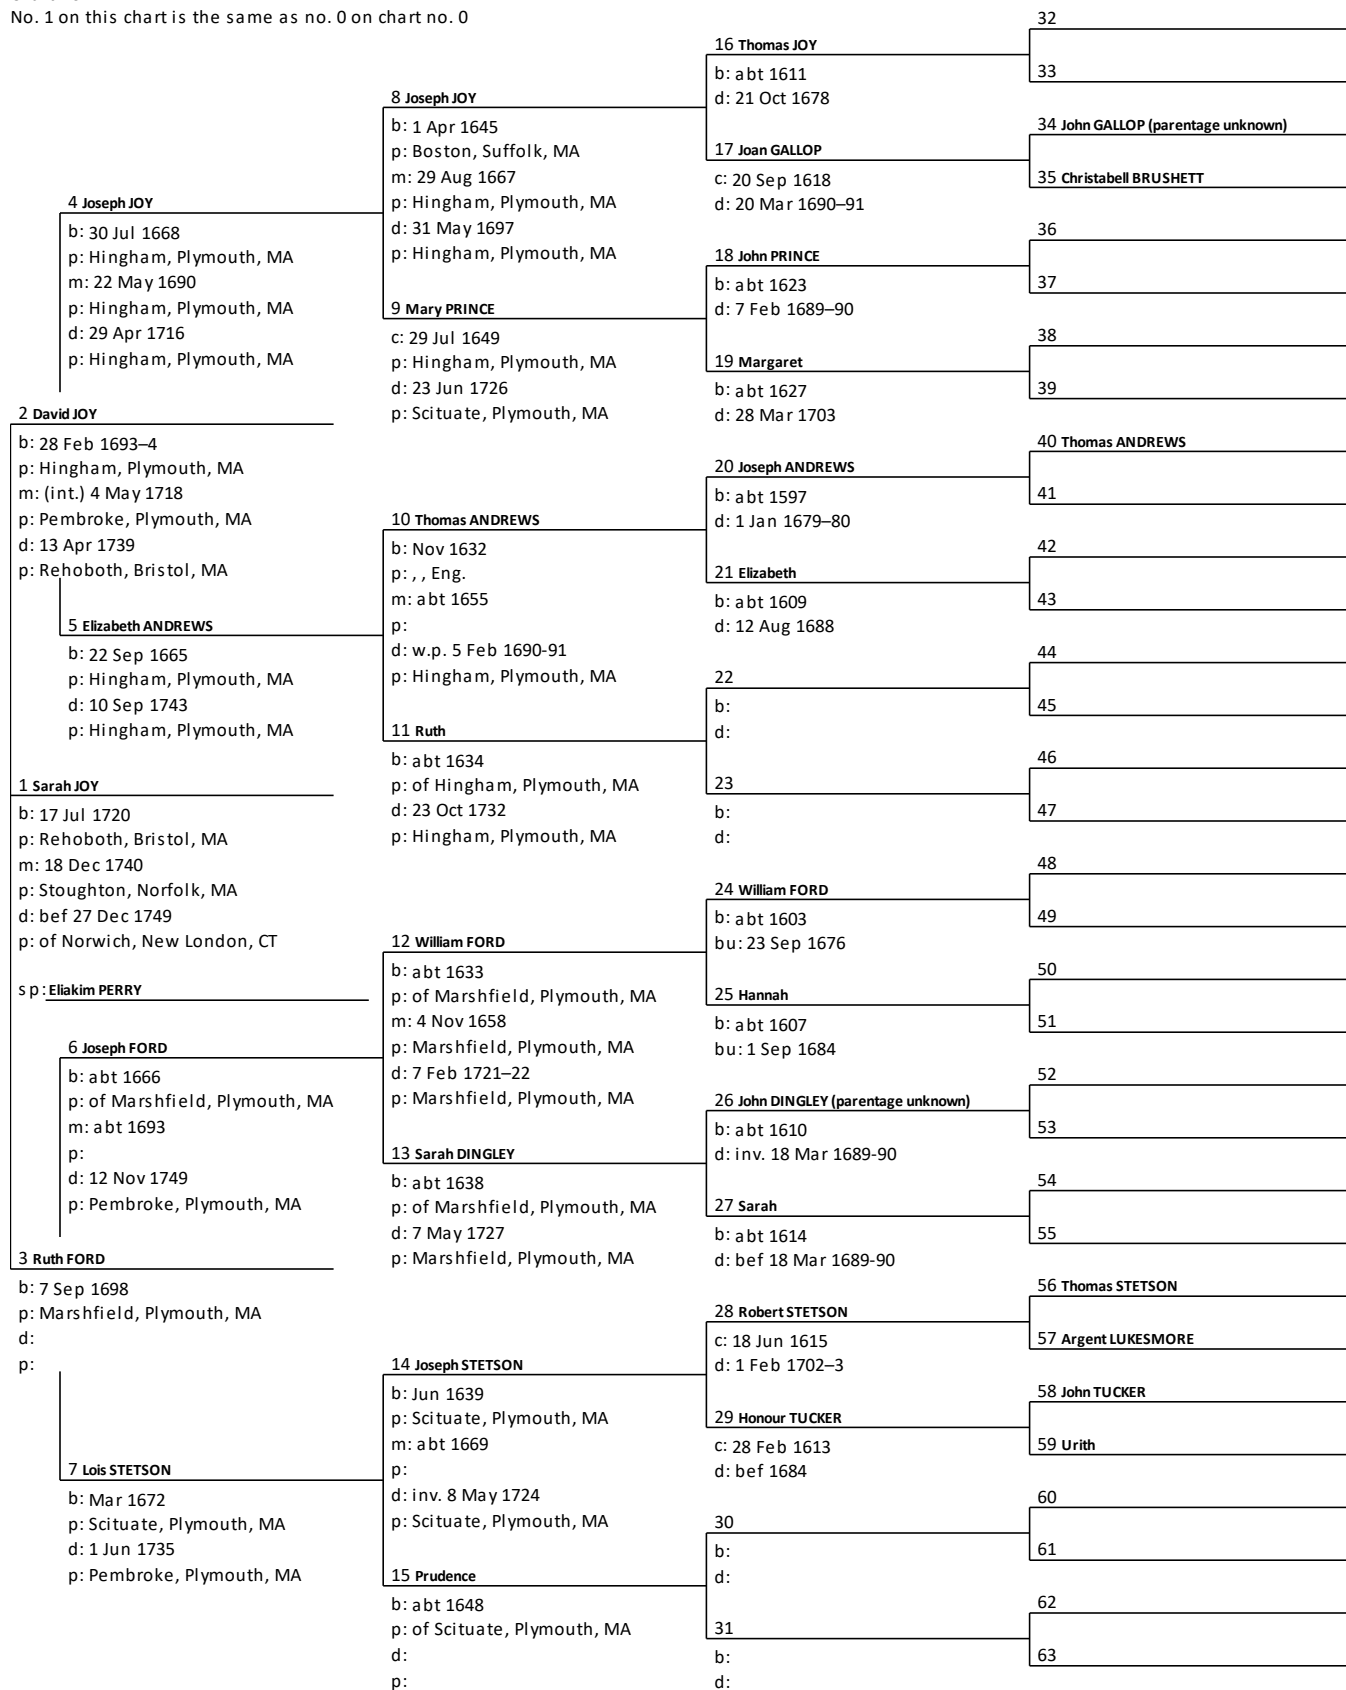 No. 1 on this chart is the same as no. 0 on chart no. 0
2 David JOY
b: 28 Feb 1693–4
p: Hingham, Plymouth, MA
m: (int.) 4 May 1718
p: Pembroke, Plymouth, MA
d: 13 Apr 1739
p: Rehoboth, Bristol, MA
1 Sarah JOY
b: 17 Jul 1720
p: Rehoboth, Bristol, MA
m: 18 Dec 1740
p: Stoughton, Norfolk, MA
d: bef 27 Dec 1749
p: of Norwich, New London, CT
sp: Eliakim PERRY
3 Ruth FORD
b: 7 Sep 1698
p: Marshfield, Plymouth, MA
d:
p:
4 Joseph JOY
b: 30 Jul 1668
p: Hingham, Plymouth, MA
m: 22 May 1690
p: Hingham, Plymouth, MA
d: 29 Apr 1716
p: Hingham, Plymouth, MA
5 Elizabeth ANDREWS
b: 22 Sep 1665
p: Hingham, Plymouth, MA
d: 10 Sep 1743
p: Hingham, Plymouth, MA
6 Joseph FORD
b: abt 1666
p: of Marshfield, Plymouth, MA
m: abt 1693
p:
d: 12 Nov 1749
p: Pembroke, Plymouth, MA
7 Lois STETSON
b: Mar 1672
p: Scituate, Plymouth, MA
d: 1 Jun 1735
p: Pembroke, Plymouth, MA
8 Joseph JOY
b: 1 Apr 1645
p: Boston, Suffolk, MA
m: 29 Aug 1667
p: Hingham, Plymouth, MA
d: 31 May 1697
p: Hingham, Plymouth, MA
9 Mary PRINCE
c: 29 Jul 1649
p: Hingham, Plymouth, MA
d: 23 Jun 1726
p: Scituate, Plymouth, MA
10 Thomas ANDREWS
b: Nov 1632
p: , , Eng.
m: abt 1655
p:
d: w.p. 5 Feb 1690-91
p: Hingham, Plymouth, MA
11 Ruth
b: abt 1634
p: of Hingham, Plymouth, MA
d: 23 Oct 1732
p: Hingham, Plymouth, MA
12 William FORD
b: abt 1633
p: of Marshfield, Plymouth, MA
m: 4 Nov 1658
p: Marshfield, Plymouth, MA
d: 7 Feb 1721–22
p: Marshfield, Plymouth, MA
13 Sarah DINGLEY
b: abt 1638
p: of Marshfield, Plymouth, MA
d: 7 May 1727
p: Marshfield, Plymouth, MA
14 Joseph STETSON
b: Jun 1639
p: Scituate, Plymouth, MA
m: abt 1669
p:
d: inv. 8 May 1724
p: Scituate, Plymouth, MA
15 Prudence
b: abt 1648
p: of Scituate, Plymouth, MA
d:
p:
16 Thomas JOY
b: abt 1611
d: 21 Oct 1678
17 Joan GALLOP
c: 20 Sep 1618
d: 20 Mar 1690–91
18 John PRINCE
b: abt 1623
d: 7 Feb 1689–90
19 Margaret
b: abt 1627
d: 28 Mar 1703
20 Joseph ANDREWS
b: abt 1597
d: 1 Jan 1679–80
21 Elizabeth
b: abt 1609
d: 12 Aug 1688
22
b:
d:
23
b:
d:
24 William FORD
b: abt 1603
bu: 23 Sep 1676
25 Hannah
b: abt 1607
bu: 1 Sep 1684
26 John DINGLEY (parentage unknown)
b: abt 1610
d: inv. 18 Mar 1689-90
27 Sarah
b: abt 1614
d: bef 18 Mar 1689-90
28 Robert STETSON
c: 18 Jun 1615
d: 1 Feb 1702–3
29 Honour TUCKER
c: 28 Feb 1613
d: bef 1684
30
b:
d:
31
b:
d:
32
33
34 John GALLOP (parentage unknown)
35 Christabell BRUSHETT
36
37
38
39
40 Thomas ANDREWS
41
42
43
44
45
46
47
48
49
50
51
52
53
54
55
56 Thomas STETSON
57 Argent LUKESMORE
58 John TUCKER
59 Urith
60
61
62
63